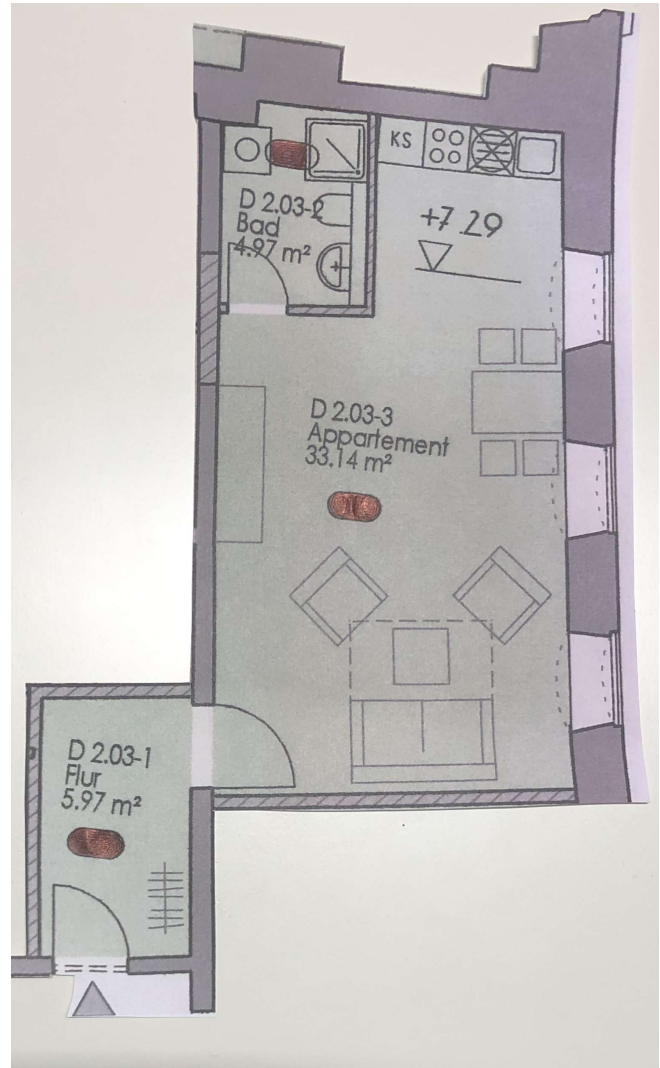 KS
D 2.03-2
Bad
4.97 m²
+7.29
D 2.03-3
Appartement
33.14 m²
D 2.03-1
Flur
5.97 m²